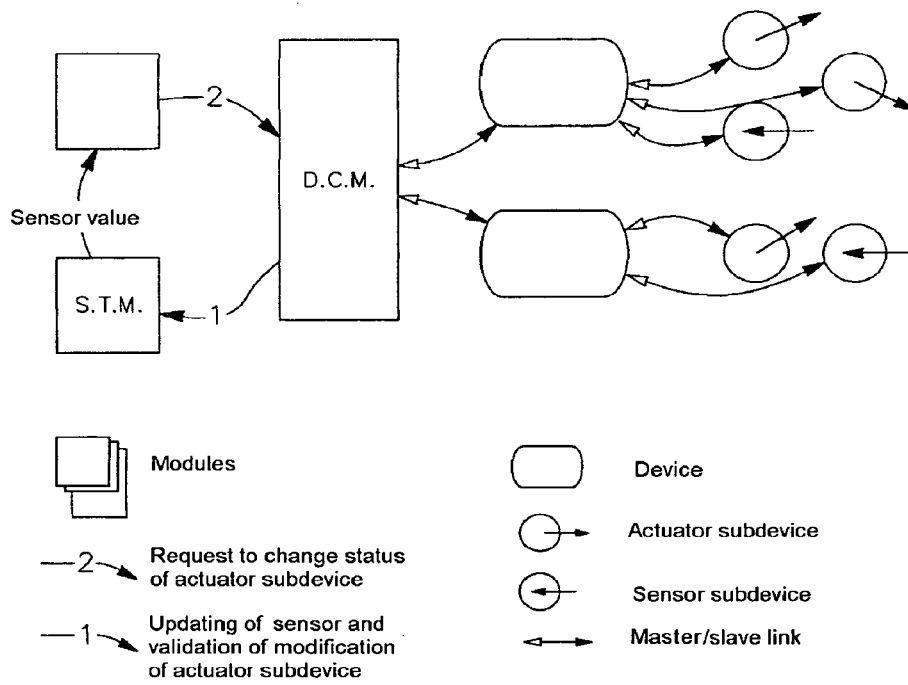 2
D.C.M.
Sensor value
S.T.M.
1
Modules
Device
2
Request to change status
of actuator subdevice
Actuator subdevice
Sensor subdevice
1
Updating of sensor and
validation of modification
of actuator subdevice
Master/slave link